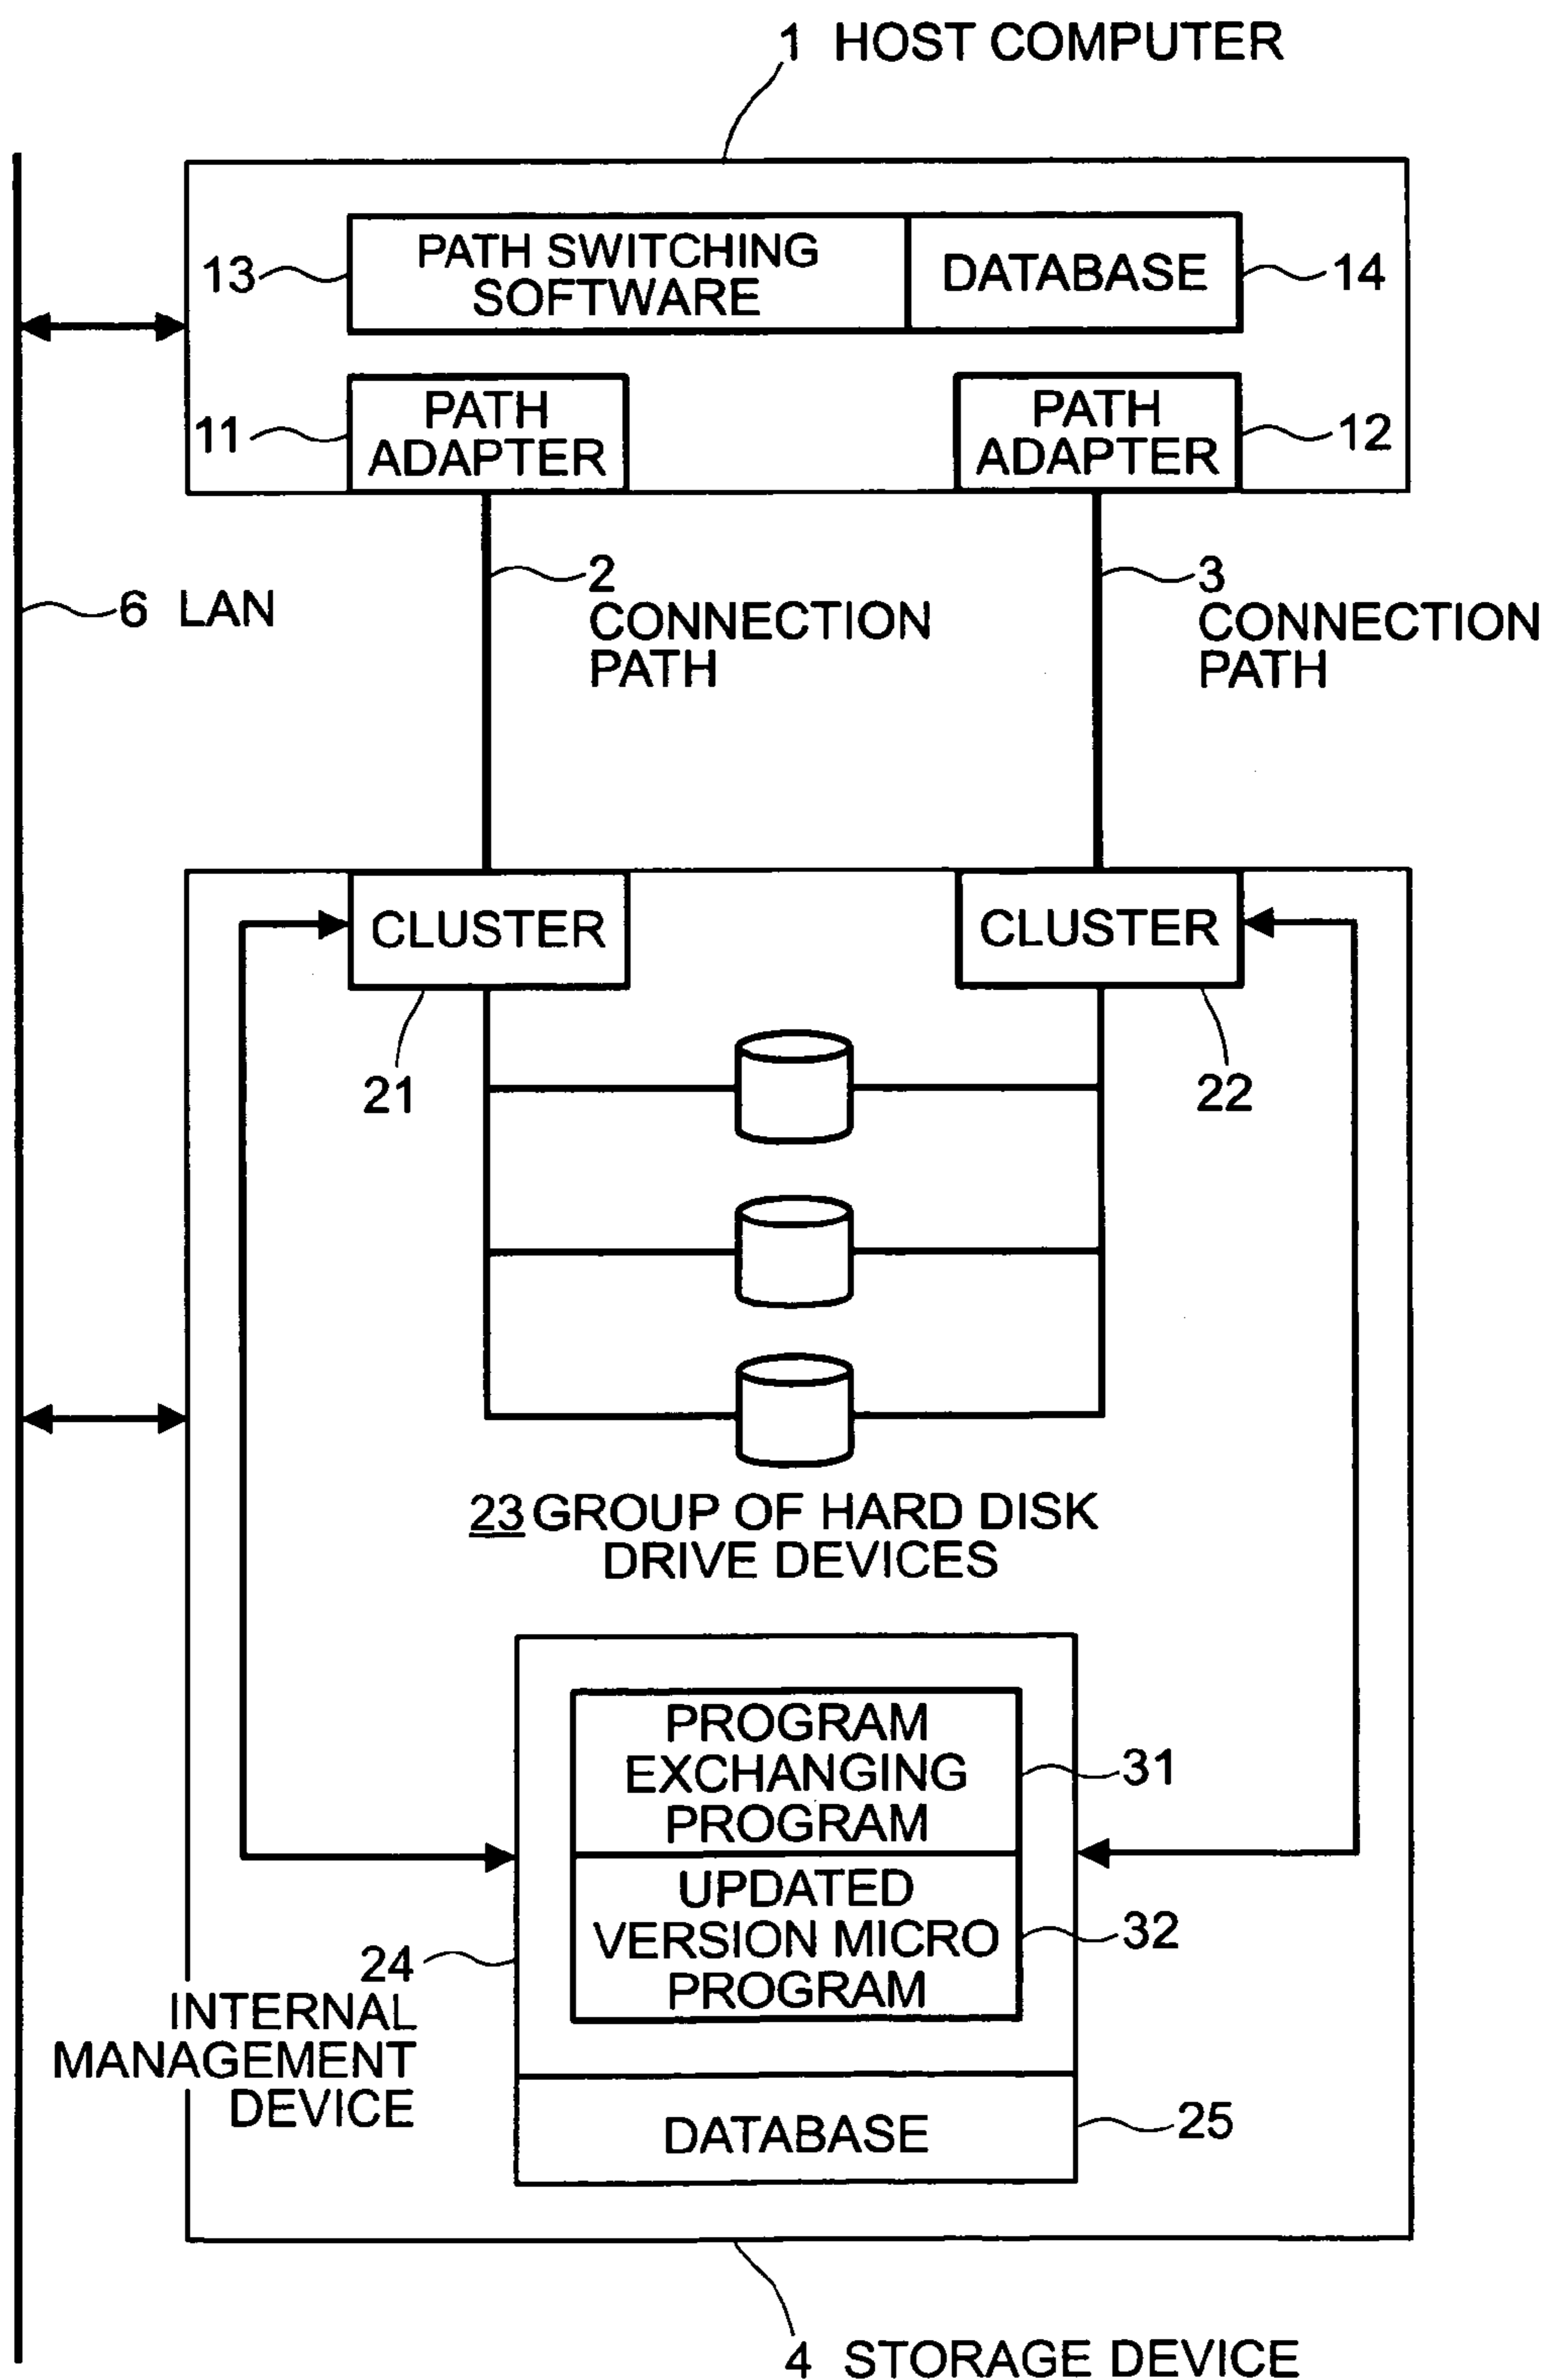 1 HOST COMPUTER
13
PATH SWITCHING
SOFTWARE
DATABASE
14
11
PATH
ADAPTER
PATH
ADAPTER
12
2
CONNECTION
PATH
3
CONNECTION
PATH
6 LAN
CLUSTER
CLUSTER
21
22
23 GROUP OF HARD DISK
DRIVE DEVICES
PROGRAM
EXCHANGING
PROGRAM
31
UPDATED
VERSION MICRO
PROGRAM
32
24
INTERNAL
MANAGEMENT
DEVICE
DATABASE
25
4 STORAGE DEVICE